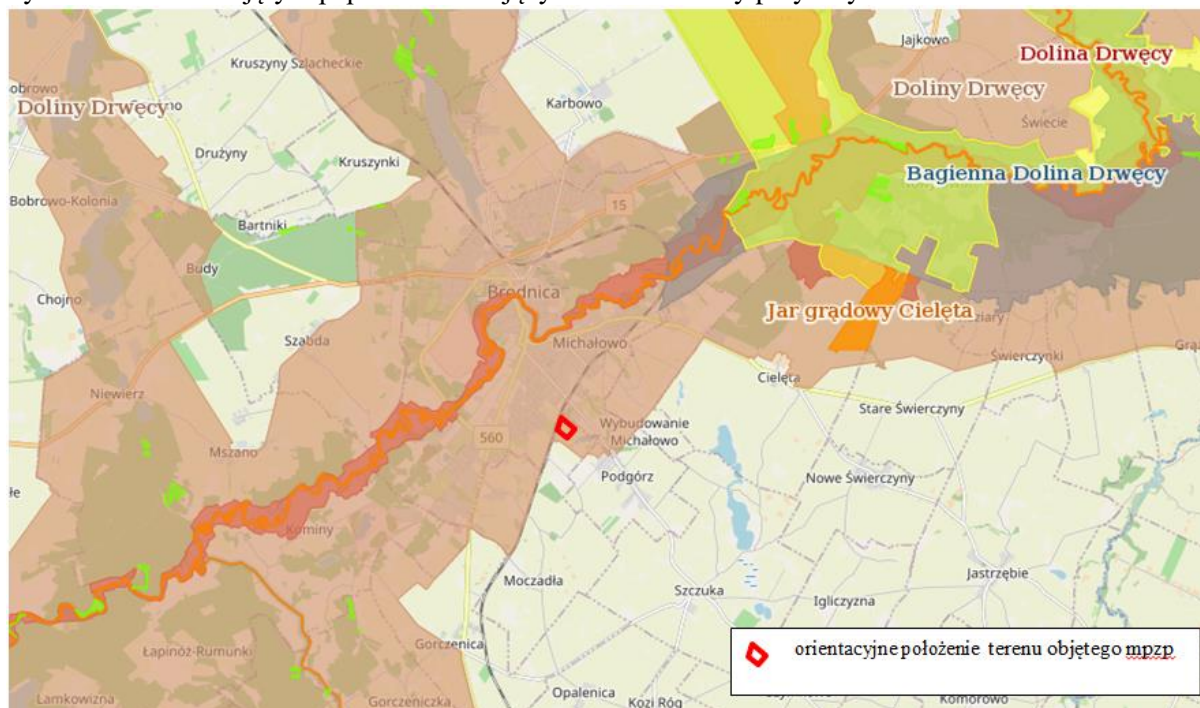 Jajkowo
Dolina Drwęcy
Kruszyny Szlacheckie
Doliny Drwęcy
Doliny Drwęcy
Karbowo
Świecie
Drużyny
Kruszynki
Bagienna Dolina Drwęcy
Bobrowo-Kolonia
15
Bartniki
Budy
Chojno
Brodnica
Jar grądowy Cielęta
Szabda
Michałowo
Świerczynki
Cielęta
Niewierz
Stare Świerczyny
Wybudowanie
Michałowo
560
Mszano
Podgórz
Nowe Świerczyny
Kominy
Moczadła
Jastrzębie
Szczuka
Igliczyzna
Łapinóż-Rumunki
Gorczenica
orientacyjne położenie terenu objętego mpzp
Lamkowizna
Gorczeniczka
Opalenica
Kozi Róg
Komorowo